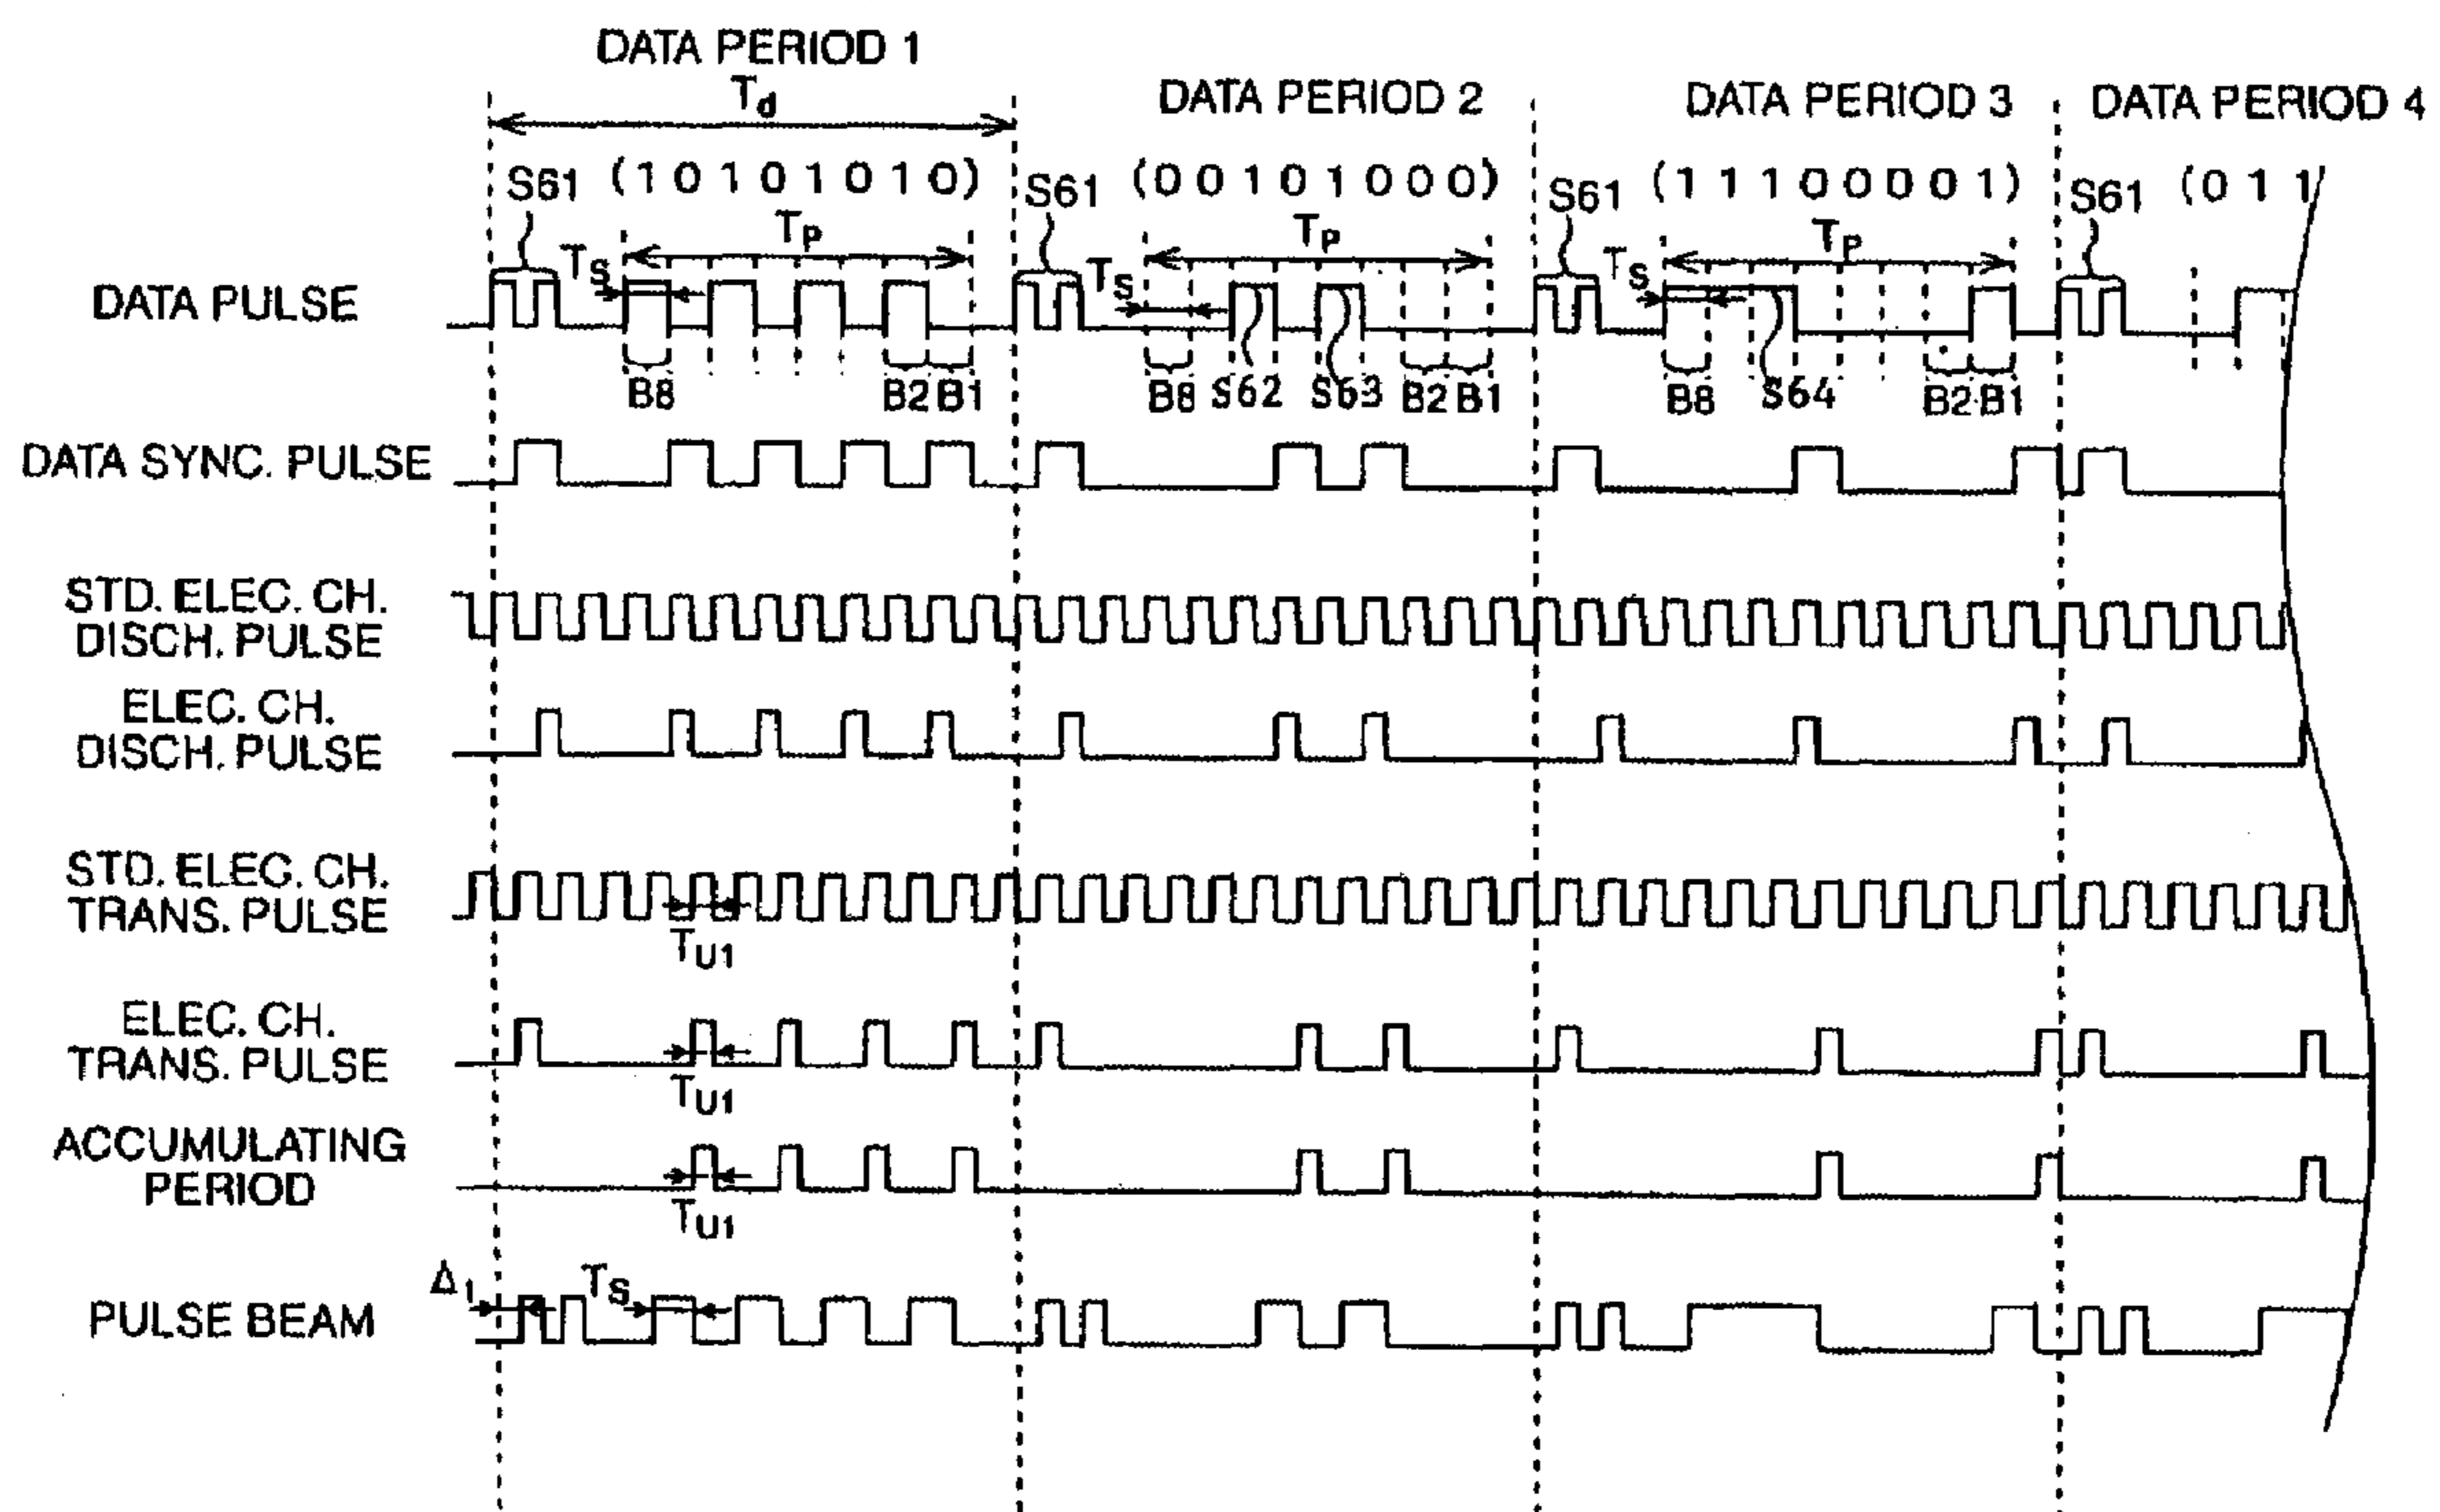 DATA PERIOD 1
Td
DATA PERIOD 2
DATA PERIOD 3
DATA PERIOD 4
S61 (1 0 1 0 1 0 1 0)
S61 (0 0 1 0 1 0 0 0)
S61 (1 1 1 0 0 0 0 1)
S61 (0 1 1
TS
TP
TS
TP
TS
TP
DATA PULSE
B8 B2 B1
B8 S62 S63 B2 B1
B8 S64 B2 B1
DATA SYNC. PULSE
STD. ELEC. CH.
DISCH. PULSE
ELEC. CH.
DISCH. PULSE
STD. ELEC. CH.
TRANS. PULSE
TU1
ELEC. CH.
TRANS. PULSE
TU1
ACCUMULATING
PERIOD
TU1
Δ1
TS
PULSE BEAM